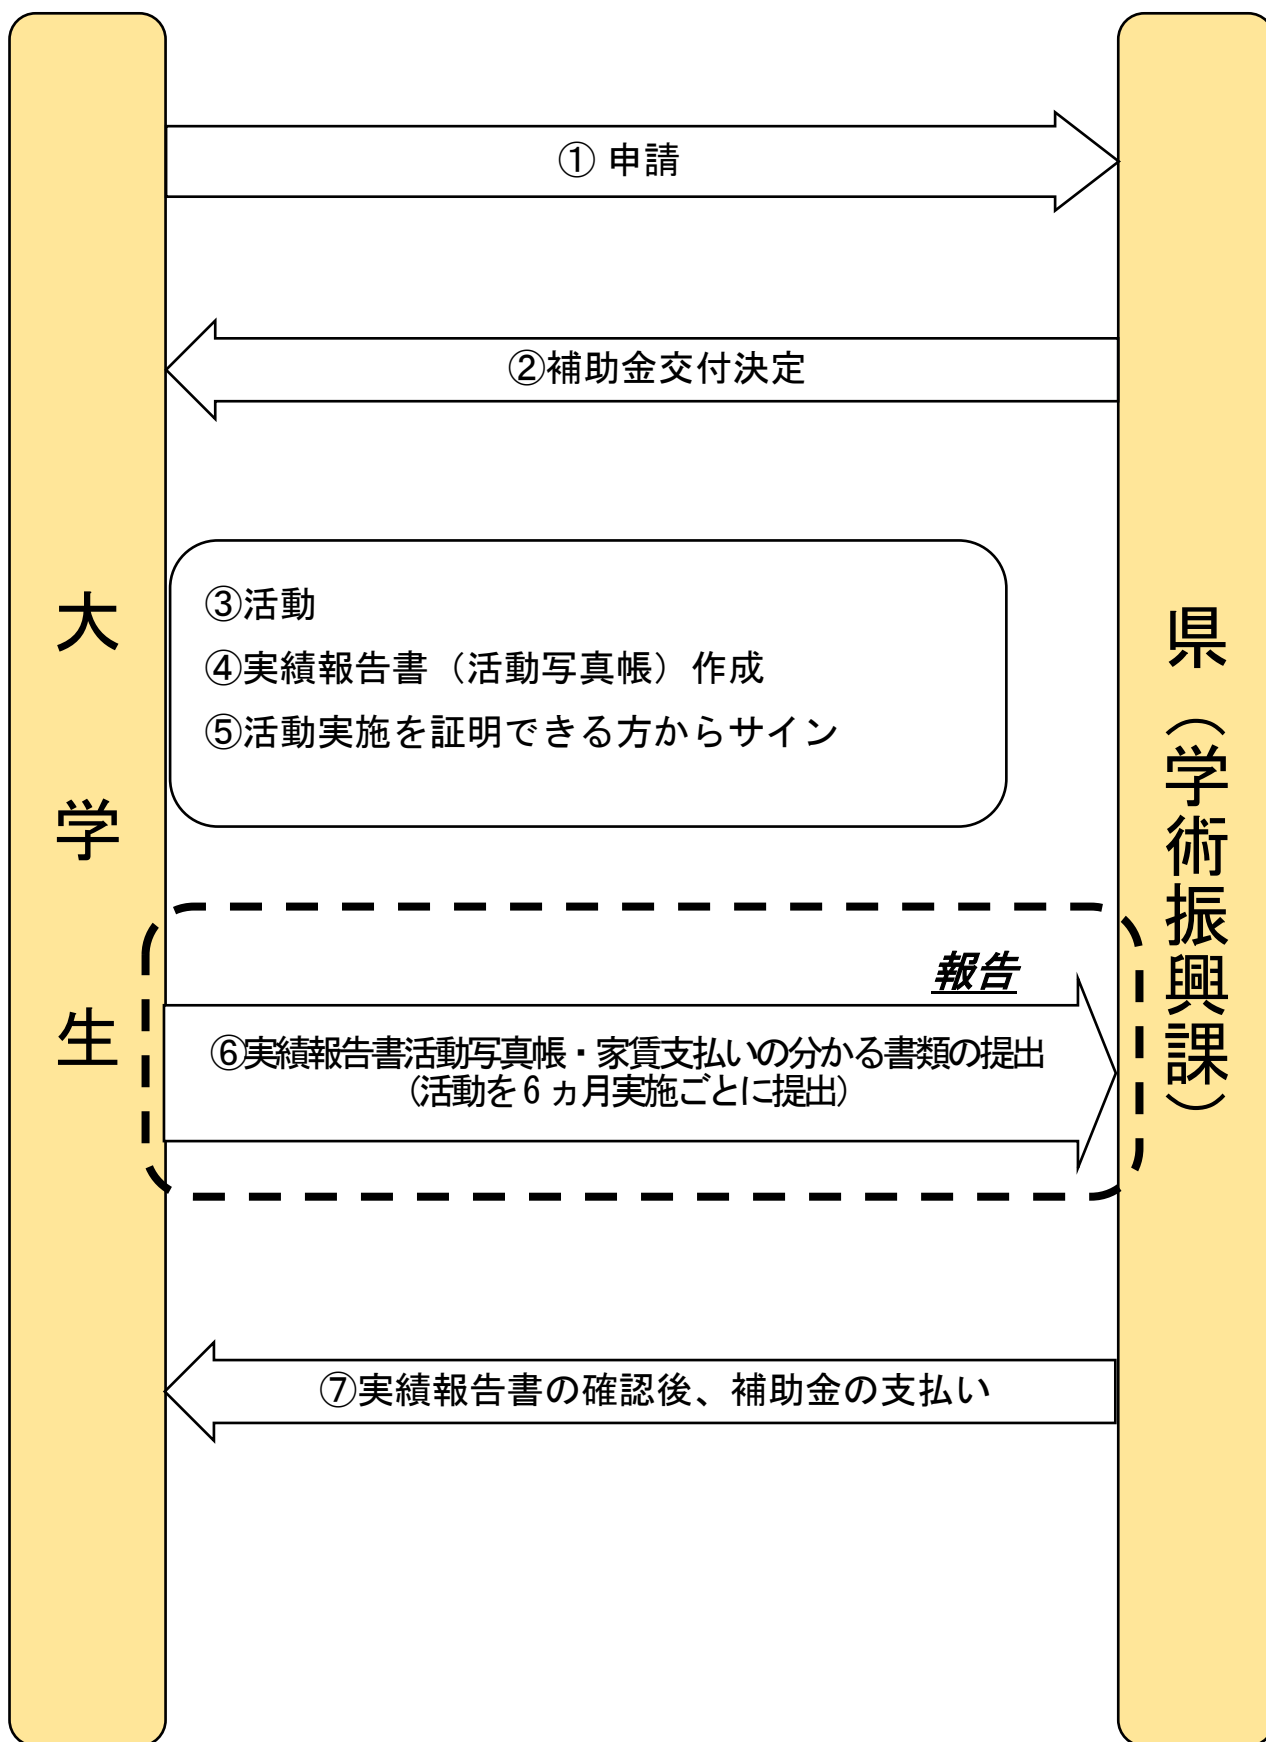 ① 申請
②補助金交付決定
③活動
④実績報告書（活動写真帳）作成
⑤活動実施を証明できる方からサイン
大学生
県（学術振興課）
報告
⑥実績報告書活動写真帳・家賃支払いの分かる書類の提出
（活動を６ヵ月実施ごとに提出）
⑦実績報告書の確認後、補助金の支払い